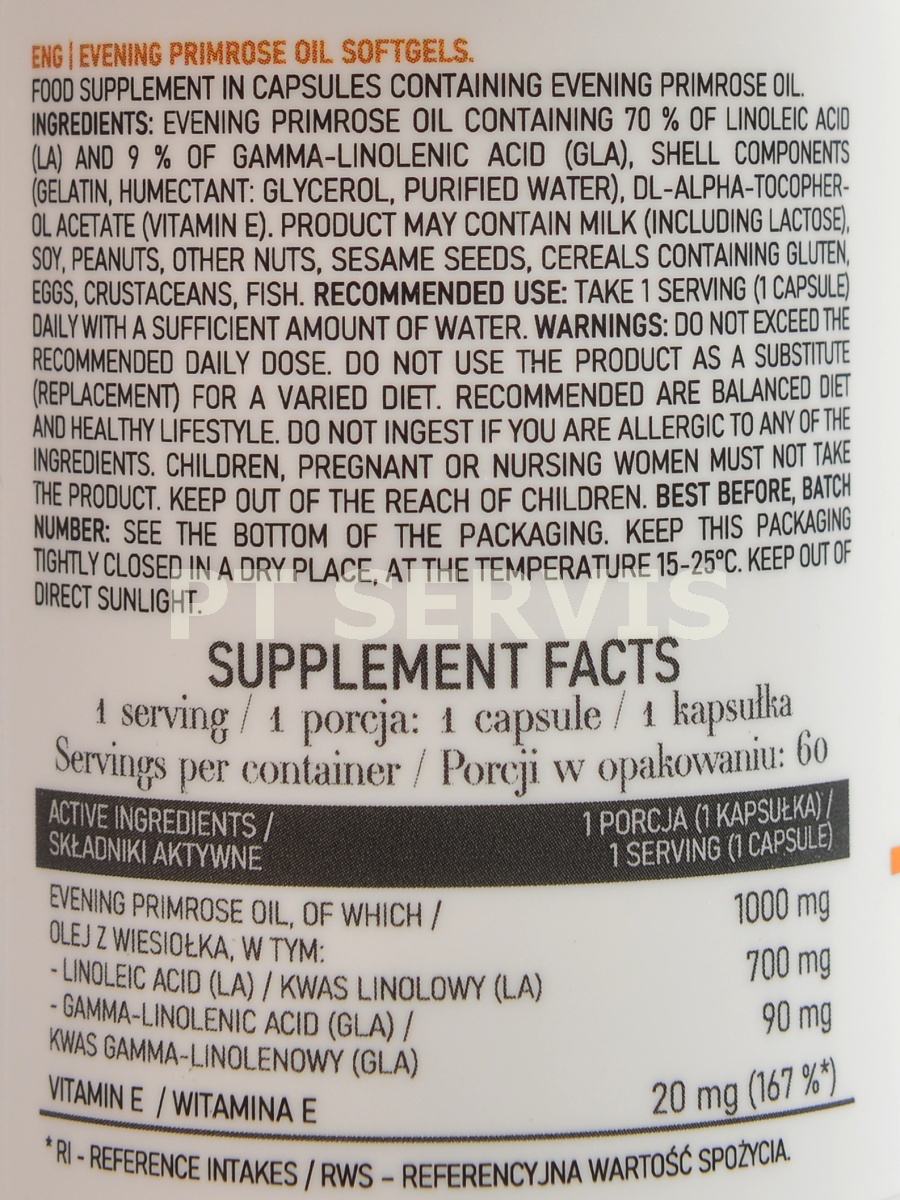 ENG | EVENING PRIMROSE OIL SOFTGELS.
FOOD SUPPLEMENT IN CAPSULES CONTAINING EVENING PRIMROSE OIL.
INGREDIENTS: EVENING PRIMROSE OIL CONTAINING 70 % OF LINOLEIC ACID
(LA) AND 9 % OF GAMMA-LINOLENIC ACID (GLA), SHELL COMPONENTS
(GELATIN, HUMECTANT: GLYCEROL, PURIFIED WATER), DL-ALPHA-TOCOPHER-
OL ACETATE (VITAMIN E). PRODUCT MAY CONTAIN MILK (INCLUDING LACTOSE),
SOY, PEANUTS, OTHER NUTS, SESAME SEEDS, CEREALS CONTAINING GLUTEN,
EGGS, CRUSTACEANS, FISH. RECOMMENDED USE: TAKE 1 SERVING (1 CAPSULE)
DAILY WITH A SUFFICIENT AMOUNT OF WATER. WARNINGS: DO NOT EXCEED THE
RECOMMENDED DAILY DOSE. DO NOT USE THE PRODUCT AS A SUBSTITUTE
(REPLACEMENT) FOR A VARIED DIET. RECOMMENDED ARE BALANCED DIET
AND HEALTHY LIFESTYLE. DO NOT INGEST IF YOU ARE ALLERGIC TO ANY OF THE
INGREDIENTS. CHILDREN, PREGNANT OR NURSING WOMEN MUST NOT TAKE
THE PRODUCT. KEEP OUT OF THE REACH OF CHILDREN. BEST BEFORE, BATCH
NUMBER: SEE THE BOTTOM OF THE PACKAGING. KEEP THIS PACKAGING
TIGHTLY CLOSED IN A DRY PLACE, AT THE TEMPERATURE 15-25°C. KEEP OUT OF
DIRECT SUNLIGHT.
PT SERVIS
SUPPLEMENT FACTS
1 serving / 1 porcja: 1 capsule / 1 kapsułka
Servings per container / Porcji w opakowaniu: 60
ACTIVE INGREDIENTS / 1 PORCJA (1 KAPSUŁKA) /
SKŁADNIKI AKTYWNE 1 SERVING (1 CAPSULE)
EVENING PRIMROSE OIL, OF WHICH / 1000 mg
OLEJ Z WIESIOŁKA, W TYM:
- LINOLEIC ACID (LA) / KWAS LINOLOWY (LA) 700 mg
- GAMMA-LINOLENIC ACID (GLA) / 90 mg
KWAS GAMMA-LINOLENOWY (GLA)
VITAMIN E / WITAMINA E 20 mg (167 %*)
* RI - REFERENCE INTAKES / RWS - REFERENCYJNA WARTOŚĆ SPOŻYCIA.